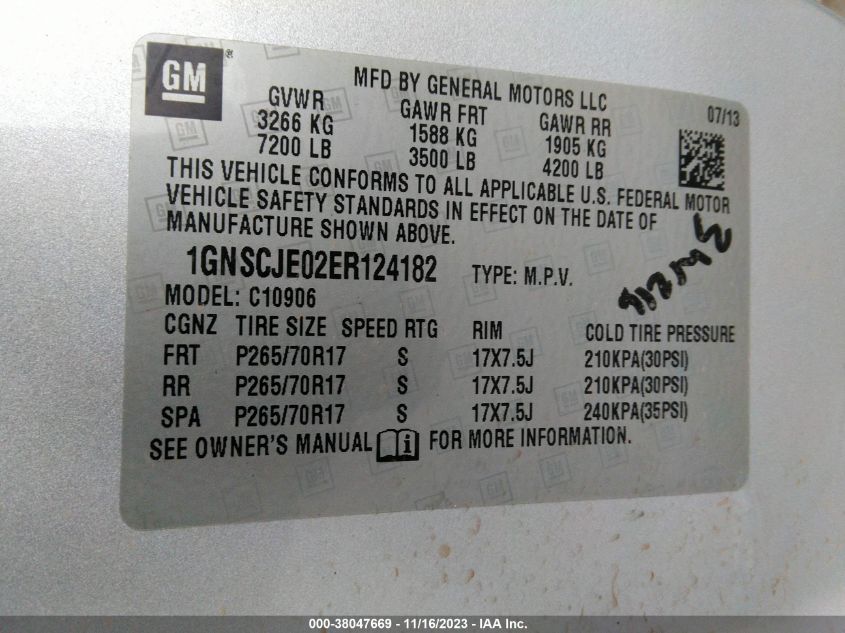 GM ®
MFD BY GENERAL MOTORS LLC
07/13
GVWR GAWR FRT GAWR RR
3266 KG 1588 KG 1905 KG
7200 LB 3500 LB 4200 LB
THIS VEHICLE CONFORMS TO ALL APPLICABLE U.S. FEDERAL MOTOR
VEHICLE SAFETY STANDARDS IN EFFECT ON THE DATE OF
MANUFACTURE SHOWN ABOVE.
1GNSCJE02ER124182 TYPE: M.P.V.
MODEL: C10906
CGNZ TIRE SIZE SPEED RTG RIM COLD TIRE PRESSURE
FRT P265/70R17 S 17X7.5J 210KPA(30PSI)
RR P265/70R17 S 17X7.5J 210KPA(30PSI)
SPA P265/70R17 S 17X7.5J 240KPA(35PSI)
SEE OWNER'S MANUAL i FOR MORE INFORMATION.
000-38047669 - 11/16/2023 - IAA Inc.